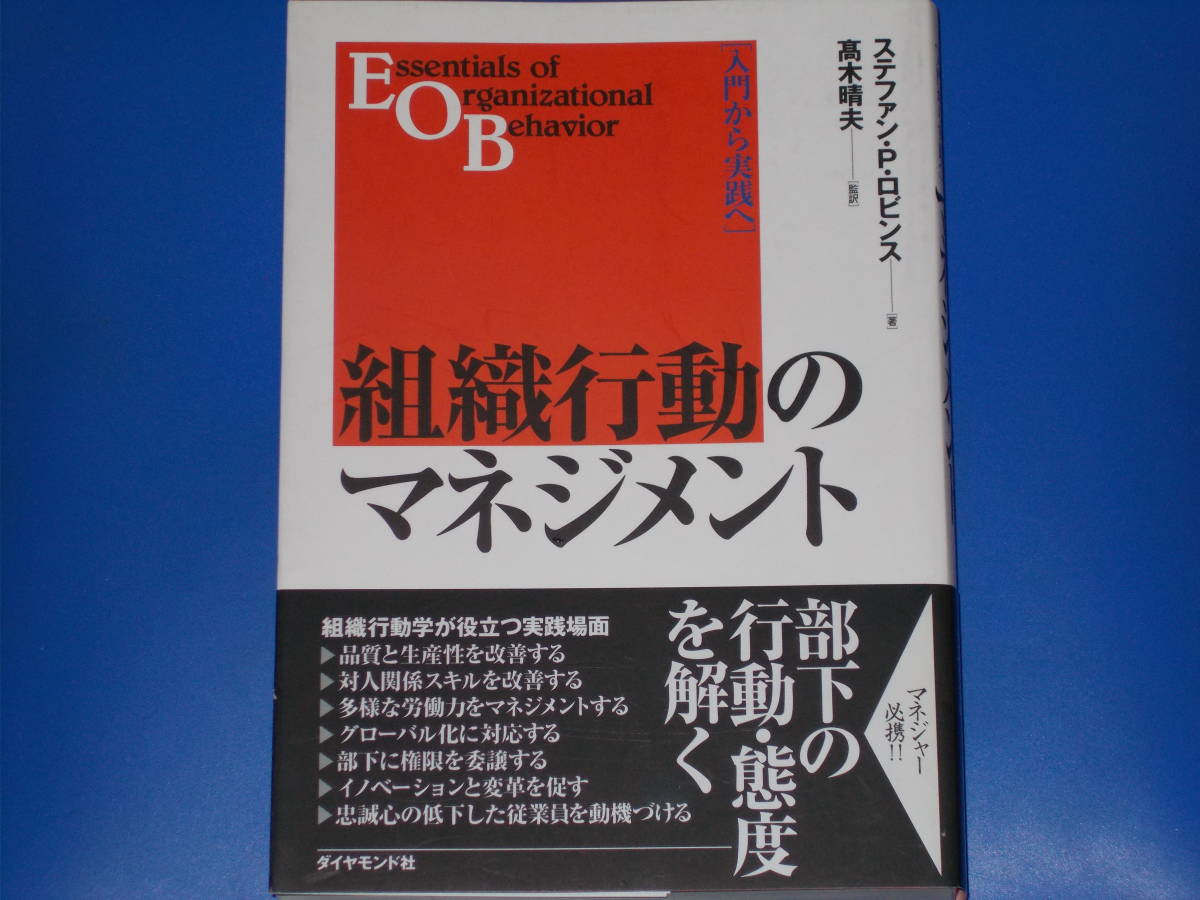 Essentials of
Organizational
Behavior
［入門から実践へ］
ステファン・P・ロビンス［著］
髙木晴夫［監訳］
組織行動の
マネジメント
マネジャー
必携!!
部下の
行動・態度
を解く
組織行動学が役立つ実践場面
▶品質と生産性を改善する
▶対人関係スキルを改善する
▶多様な労働力をマネジメントする
▶グローバル化に対応する
▶部下に権限を委譲する
▶イノベーションと変革を促す
▶忠誠心の低下した従業員を動機づける
ダイヤモンド社